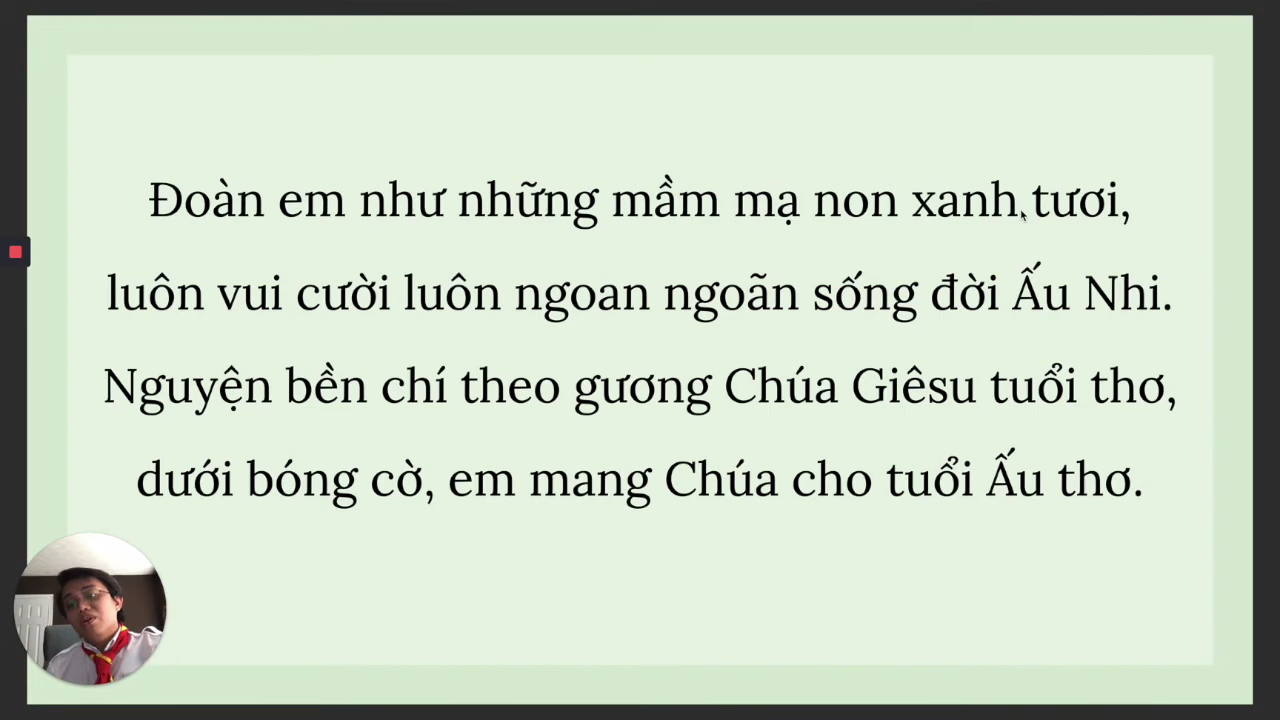 Đoàn em như những mầm mạ non xanh tươi,
luôn vui cười luôn ngoan ngoãn sống đời Ấu Nhi.
Nguyện bền chí theo gương Chúa Giêsu tuổi thơ,
dưới bóng cờ, em mang Chúa cho tuổi Ấu thơ.